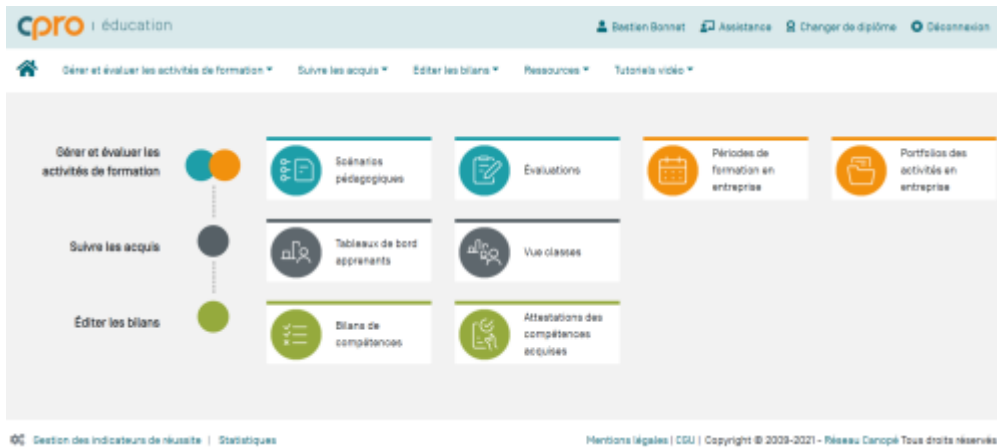 cpro | éducation
Bastien Bonnet Assistance Changer de diplôme Déconnexion
Gérer et évaluer les activités de formation Suivre les acquis Éditer les bilans Ressources Tutoriels vidéo
Gérer et évaluer les
activités de formation
Scénarios
pédagogiques
Évaluations
Périodes de
formation en
entreprise
Portfolios des
activités en
entreprise
Suivre les acquis
Tableaux de bord
apprenants
Vue classes
Éditer les bilans
Bilans de
compétences
Attestations des
compétences
acquises
Gestion des indicateurs de réussite | Statistiques
Mentions légales | CGU | Copyright © 2009-2021 - Réseau Canopé Tous droits réservés